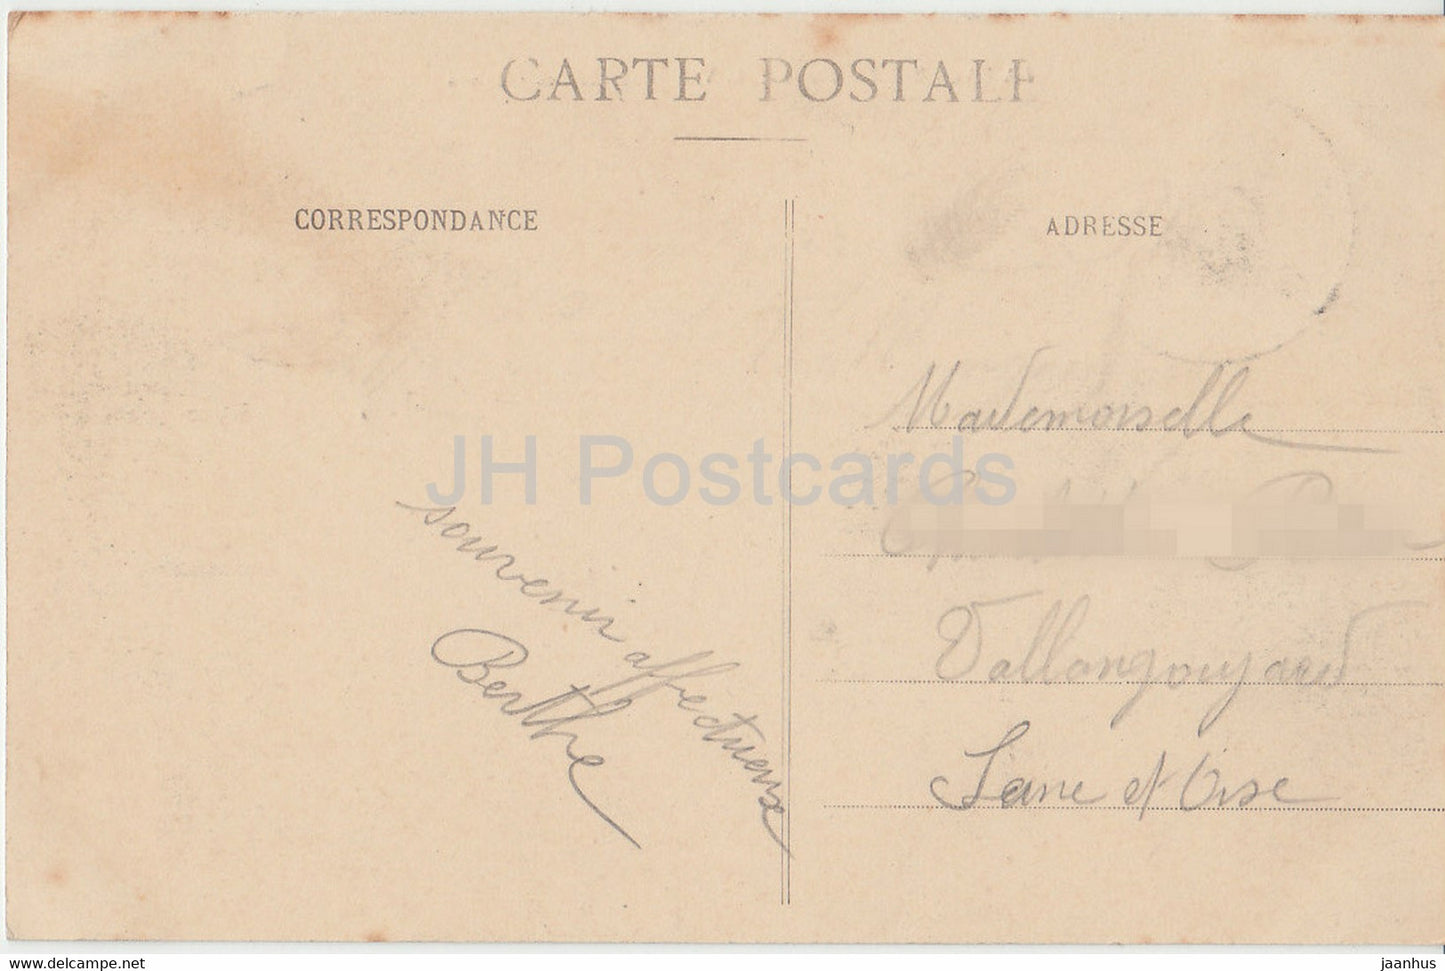 CARTE POSTALE
CORRESPONDANCE
ADRESSE
JH Postcards
souvenir affectueux
Berthe
Mademoiselle
Vallangoujard
Seine et Oise
www.delcampe.net
jaanhus